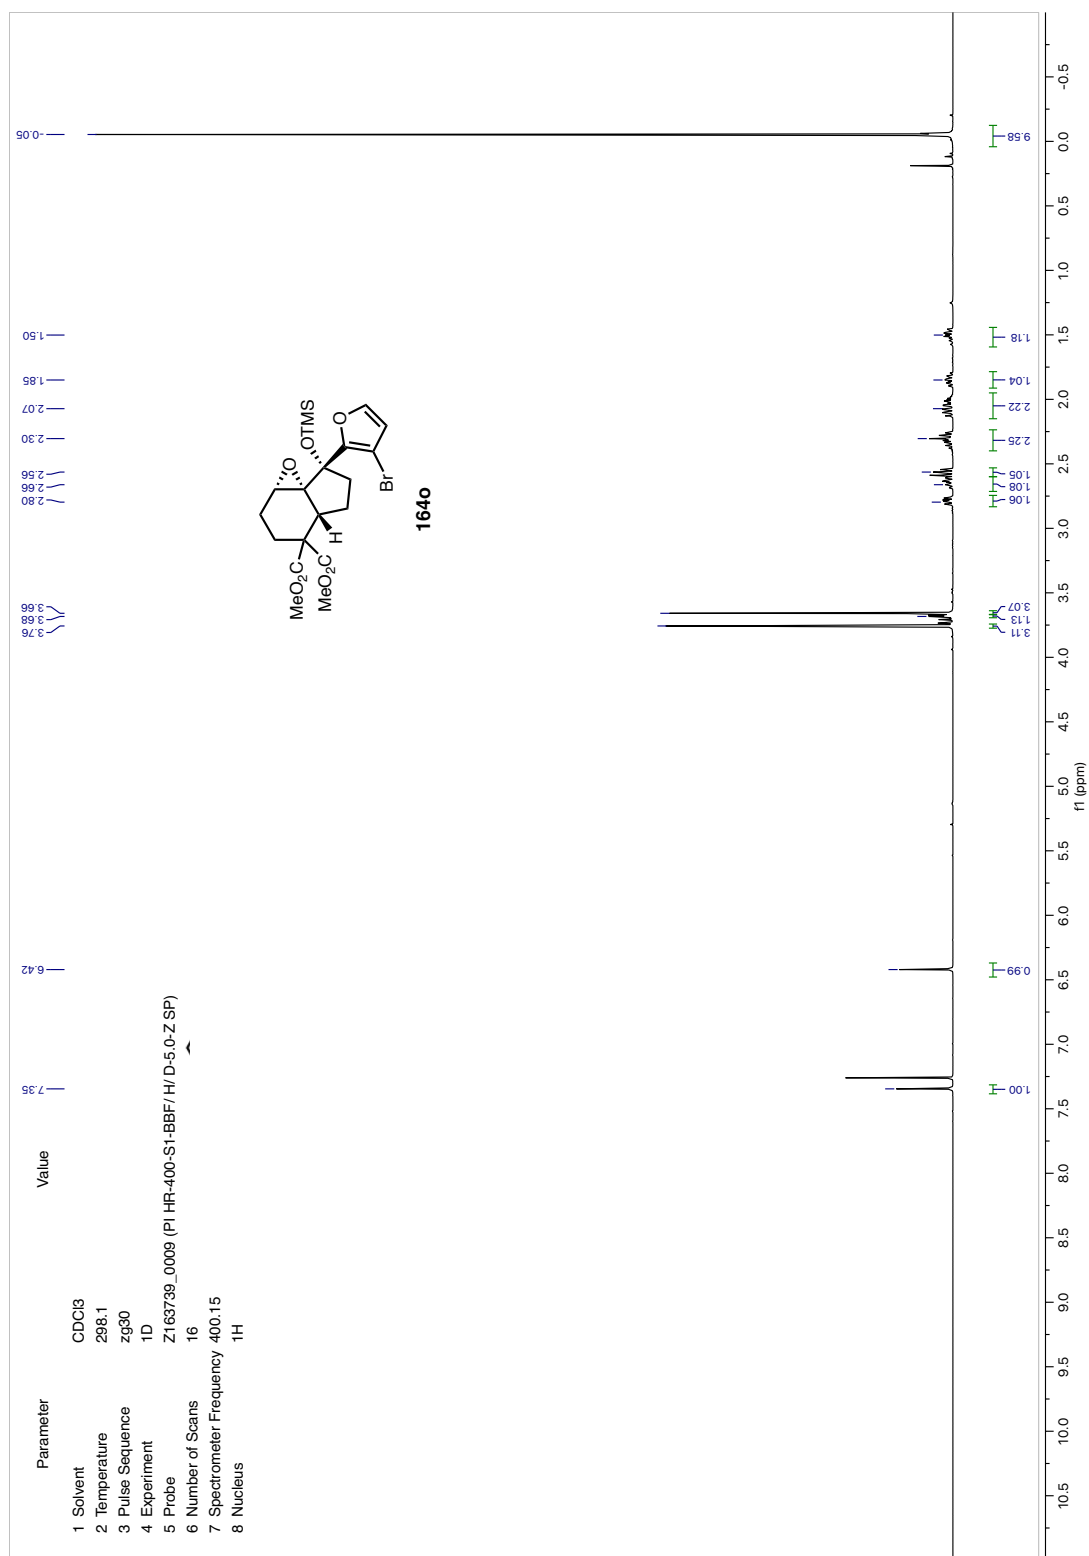 Parameter Value
1 Solvent CDCl3
2 Temperature 298.1
3 Pulse Sequence zg30
4 Experiment 1D
5 Probe Z163739_0009 (PI HR-400-S1-BBF/ H/ D-5.0-Z SP)
6 Number of Scans 16
7 Spectrometer Frequency 400.15
8 Nucleus 1H
7.35
6.42
3.76
3.68
3.66
2.80
2.66
2.56
2.30
2.07
1.85
1.50
-0.05
MeO2C
MeO2C
H
O
OTMS
O
Br
164o
1.00
0.99
3.11
1.13
3.07
1.06
1.08
1.05
2.25
2.22
1.04
1.18
9.58
10.5 10.0 9.5 9.0 8.5 8.0 7.5 7.0 6.5 6.0 5.5 5.0 4.5 4.0 3.5 3.0 2.5 2.0 1.5 1.0 0.5 0.0 -0.5
f1 (ppm)